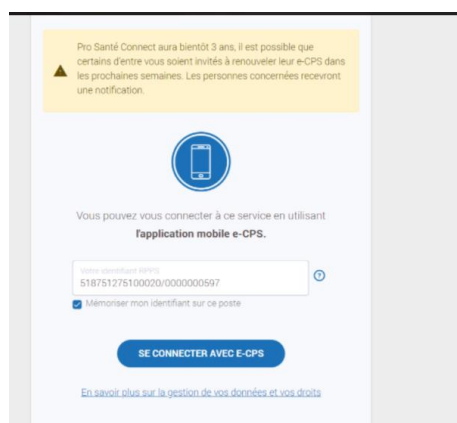 Pro Santé Connect aura bientôt 3 ans, il est possible que
certains d'entre vous soient invités à renouveler leur e-CPS dans
les prochaines semaines. Les personnes concernées recevront
une notification.
Vous pouvez vous connecter à ce service en utilisant
l'application mobile e-CPS.
Votre identifiant RPPS
518751275100020/0000000597
?
Mémoriser mon identifiant sur ce poste
SE CONNECTER AVEC E-CPS
En savoir plus sur la gestion de vos données et vos droits